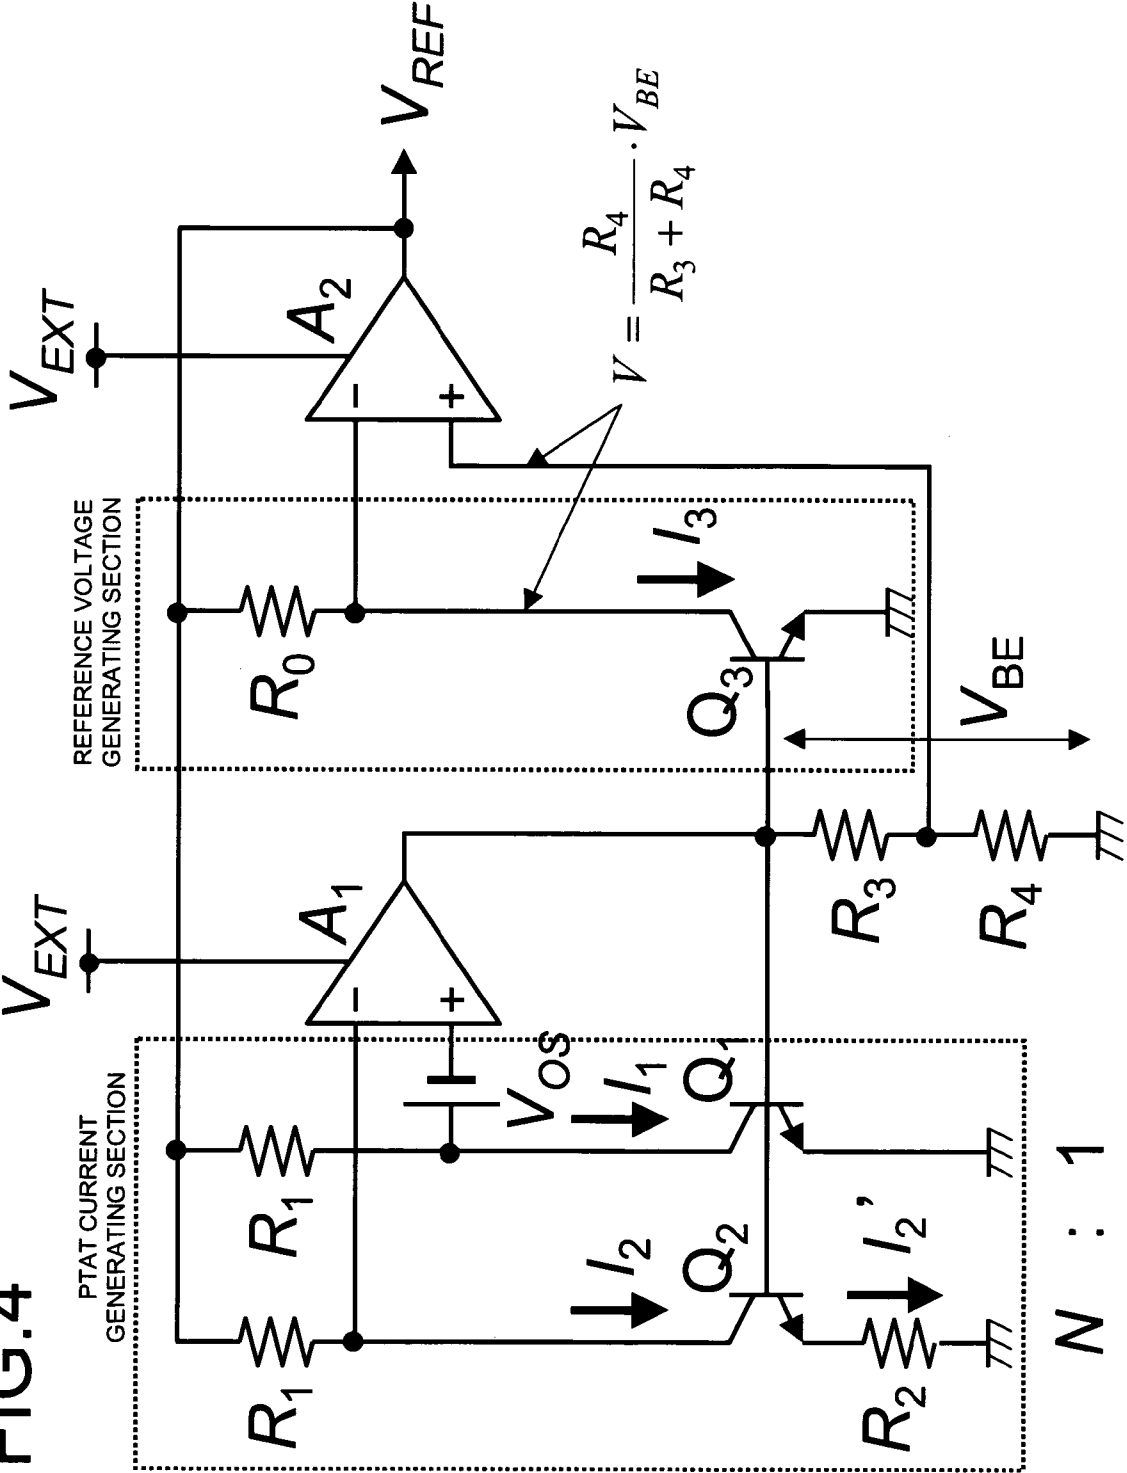 FIG.4
PTAT CURRENT
GENERATING SECTION
REFERENCE VOLTAGE
GENERATING SECTION
V_EXT
V_EXT
R_1
R_1
A_1
R_0
A_2
V_REF
V_OS
− +
− +
I_2
I_1
I_3
V = R_4 / (R_3 + R_4) · V_BE
Q_2
Q_1
Q_3
R_2
I_2'
R_3
R_4
V_BE
N : 1